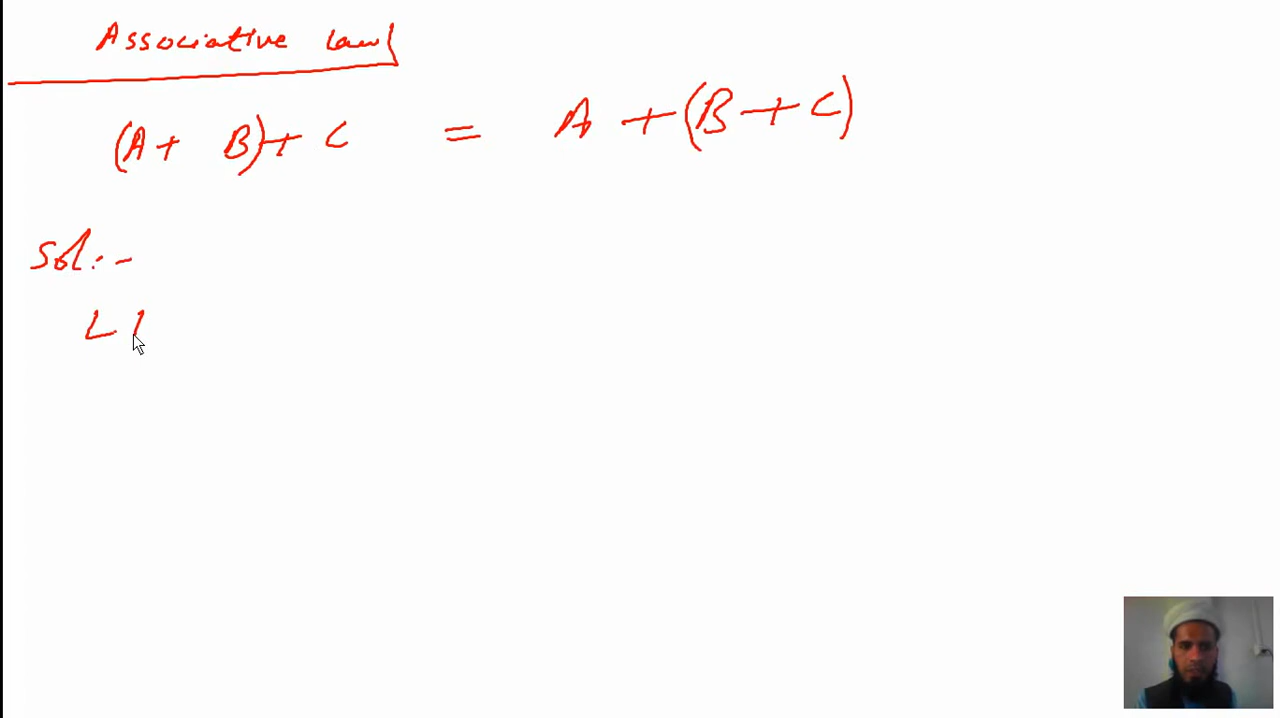 Associative law
(A + B) + C = A + (B + C)
Sol:-
L